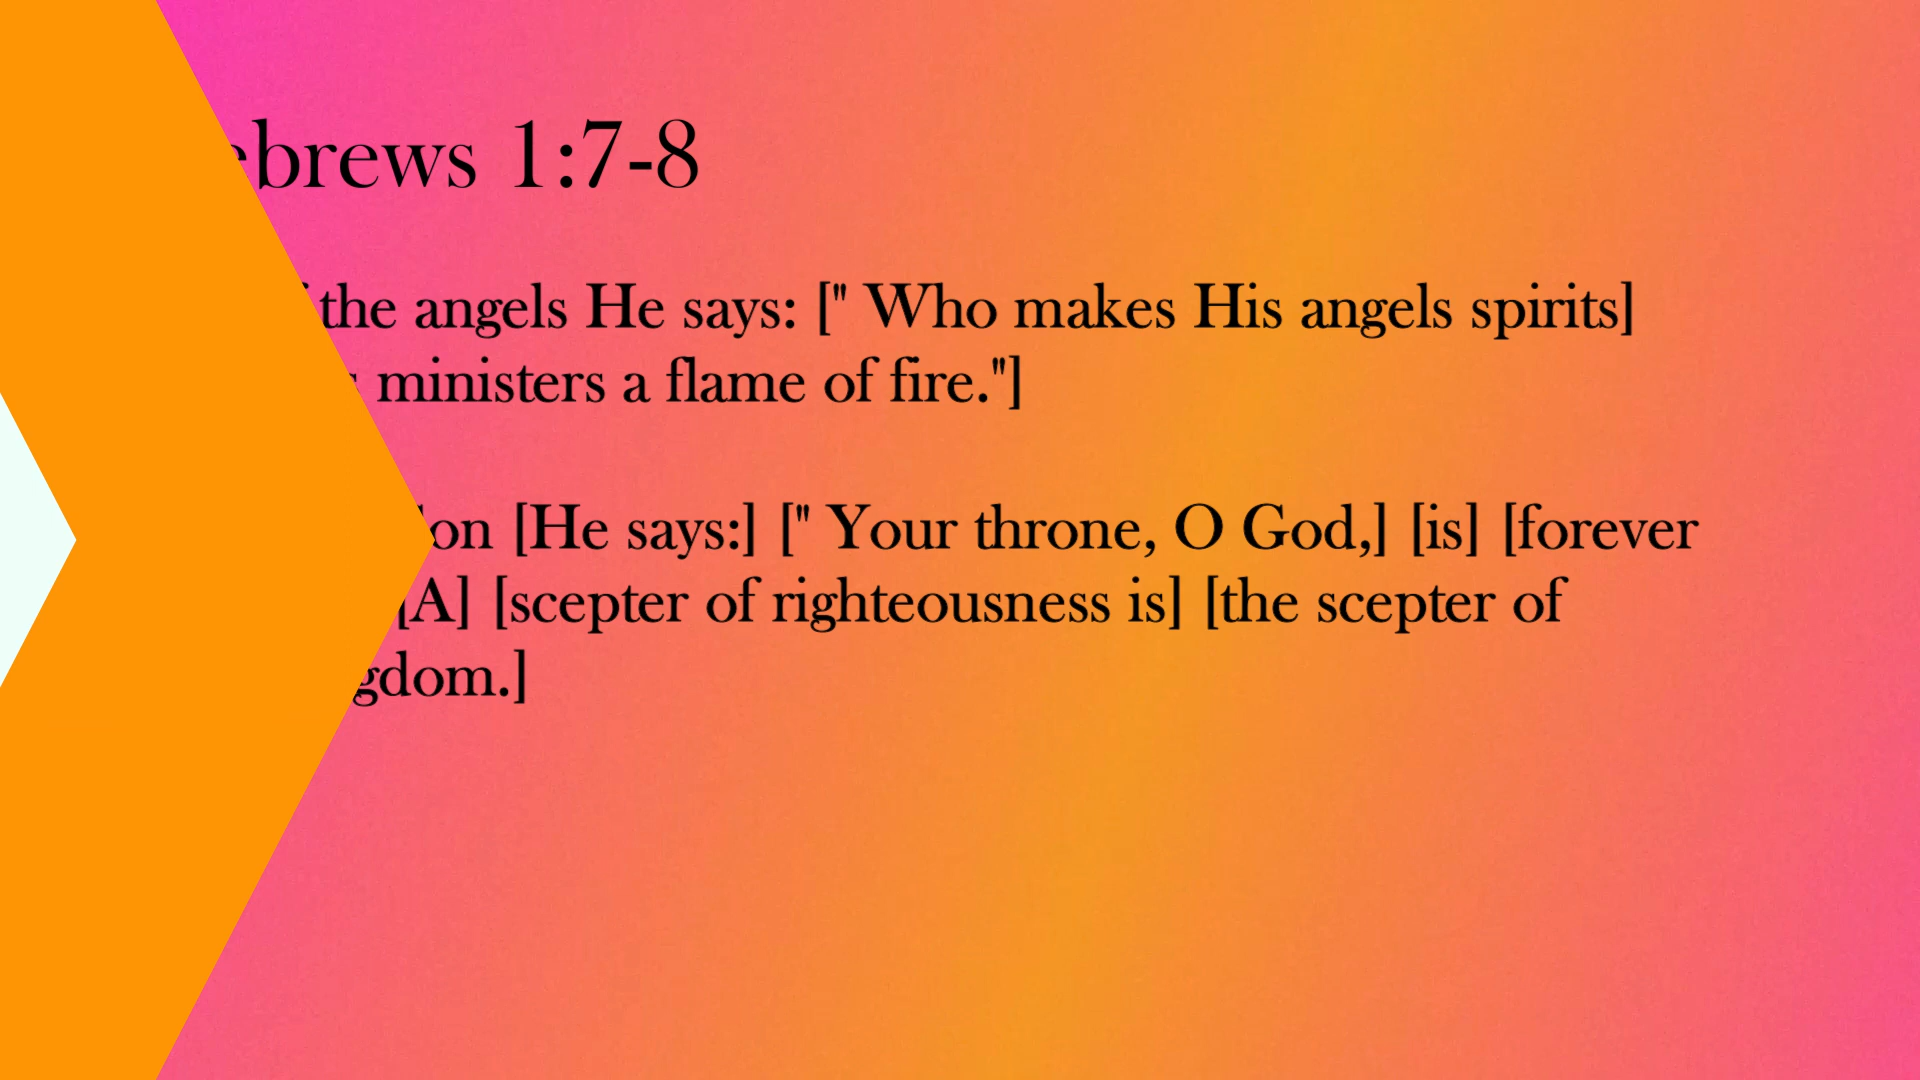 ebrews 1:7-8
the angels He says: [" Who makes His angels spirits]
ministers a flame of fire."]
on [He says:] [" Your throne, O God,] [is] [forever
[A] [scepter of righteousness is] [the scepter of
gdom.]